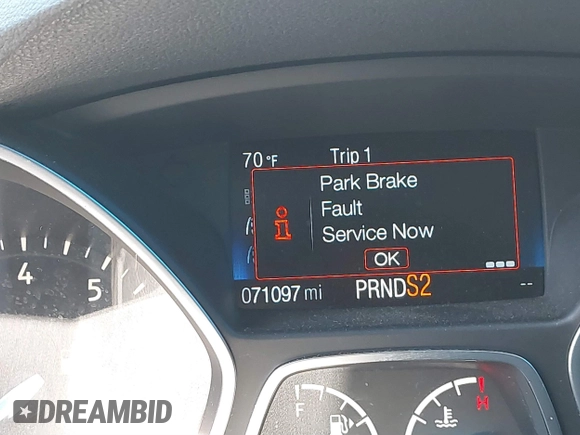 70°F Trip 1
Park Brake
Fault
Service Now
OK
071097 mi PRNDS2 --
4 5
F H
DREAMBID